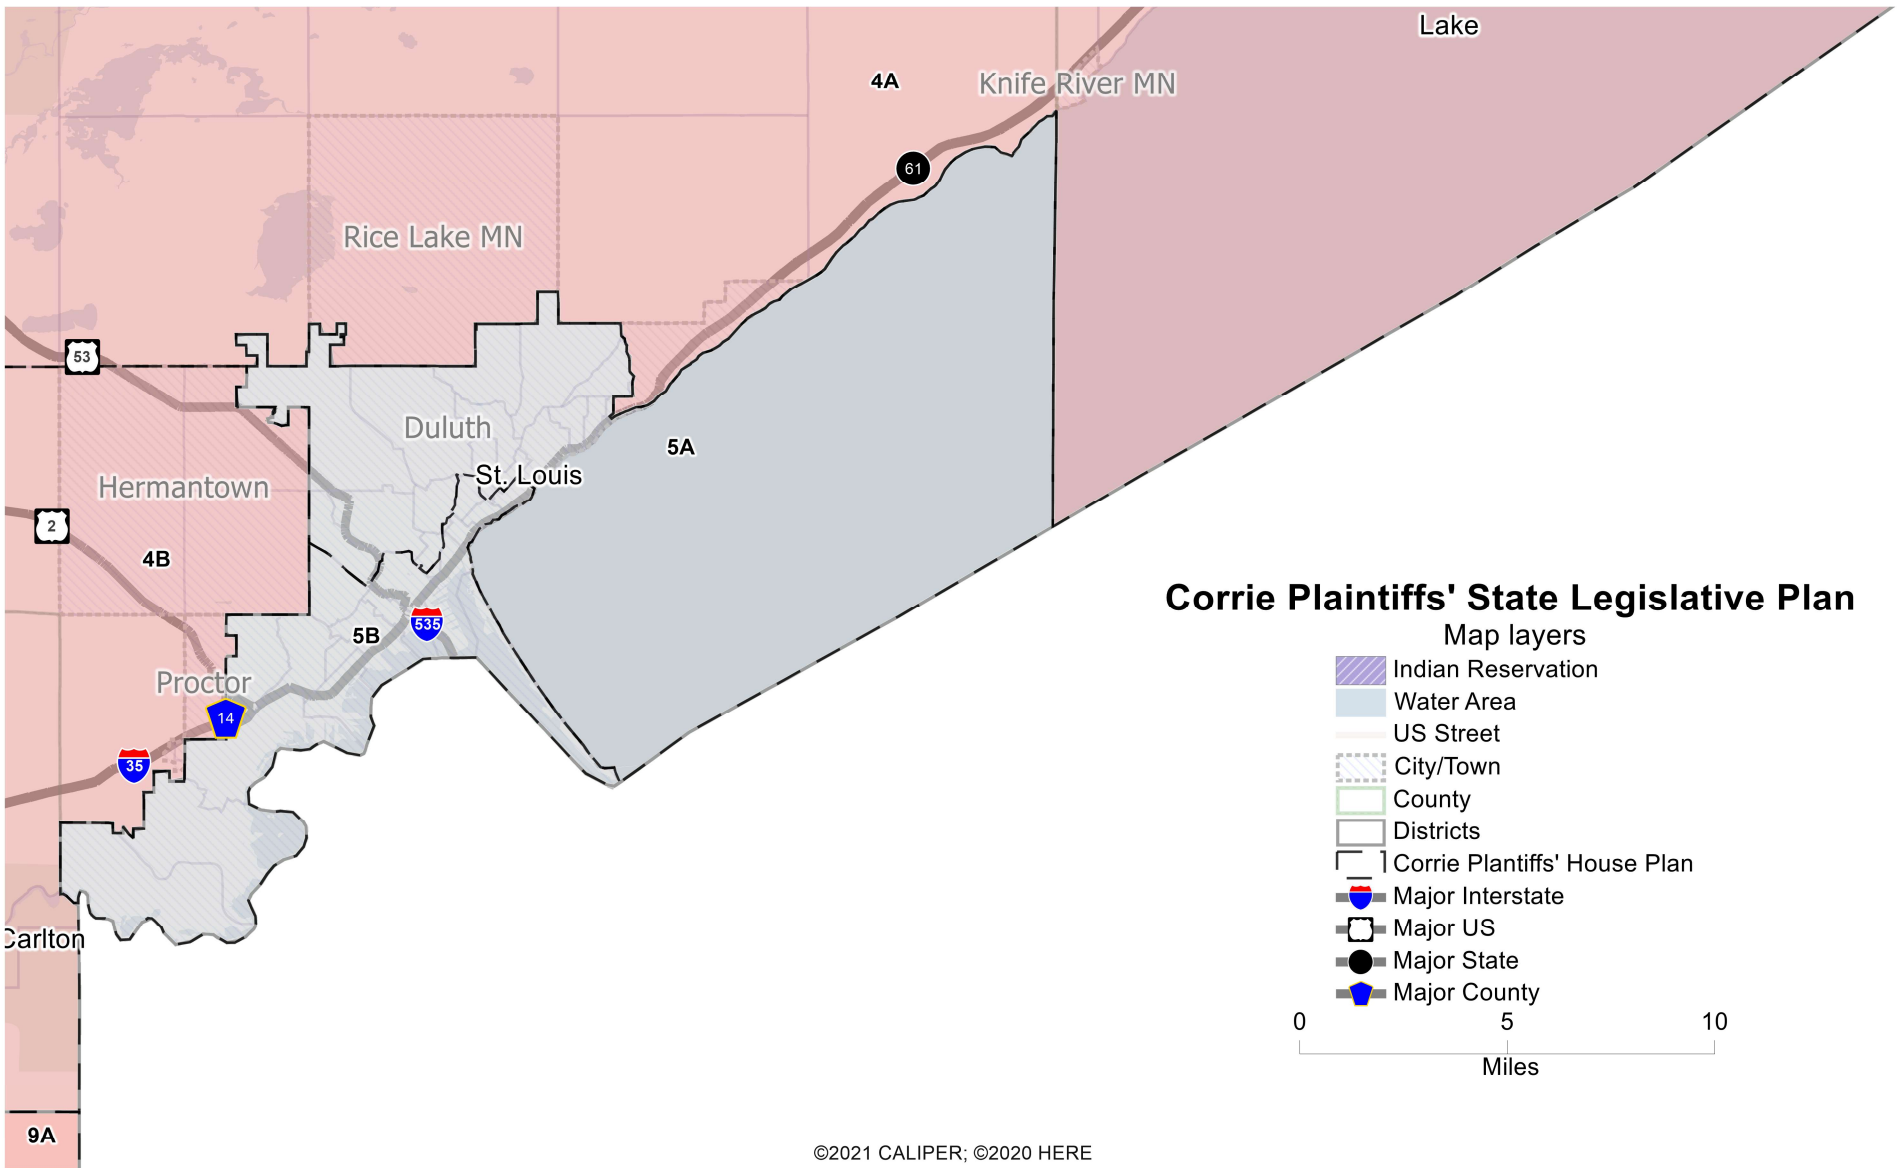 Lake
4A
Knife River MN
61
Rice Lake MN
53
Duluth
5A
St. Louis
Hermantown
2
4B
535
5B
Proctor
14
35
Carlton
9A
Corrie Plaintiffs' State Legislative Plan
Map layers
Indian Reservation
Water Area
US Street
City/Town
County
Districts
Corrie Plantiffs' House Plan
Major Interstate
Major US
Major State
Major County
0 5 10
Miles
©2021 CALIPER; ©2020 HERE